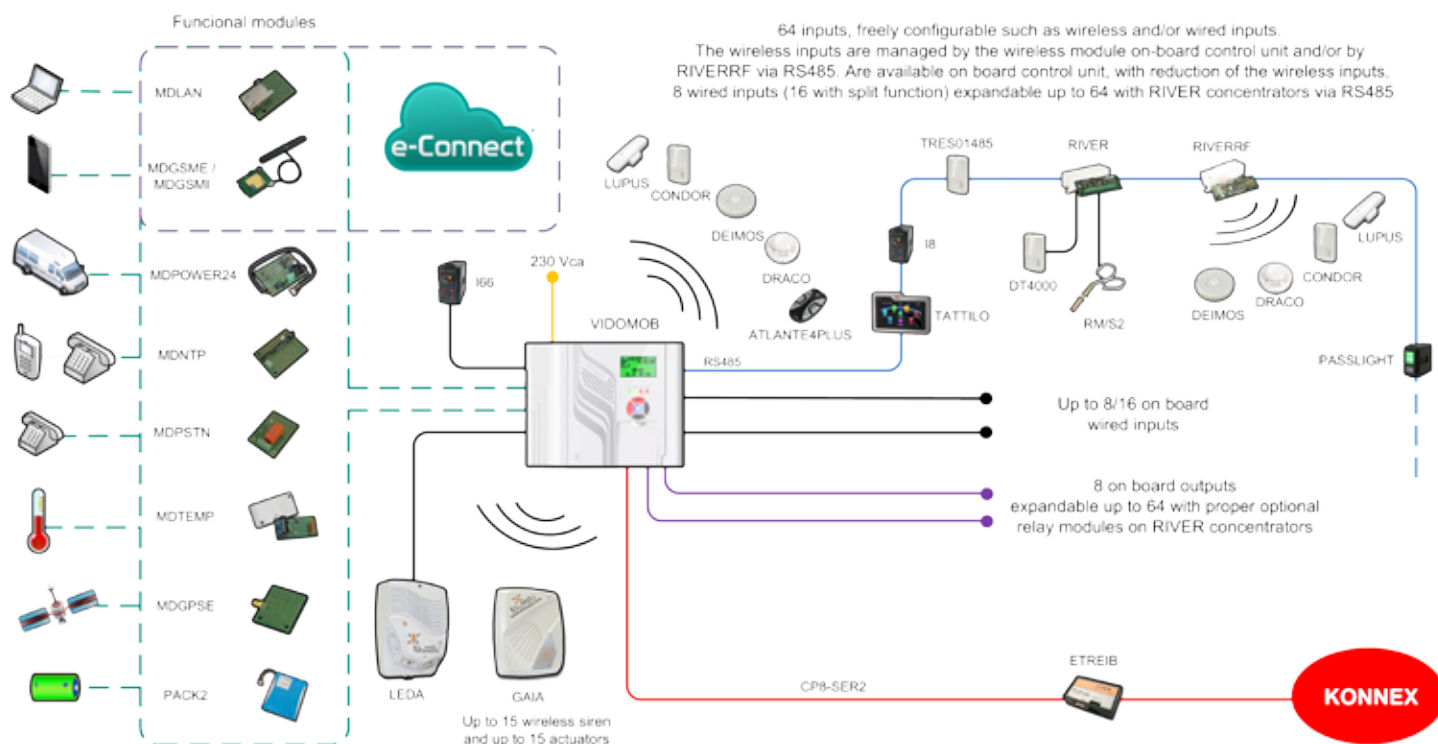 Funcional modules
64 inputs, freely configurable such as wireless and/or wired inputs.
The wireless inputs are managed by the wireless module on-board control unit and/or by
RIVERRF via RS485. Are available on board control unit, with reduction of the wireless inputs,
8 wired inputs (16 with split function) expandable up to 64 with RIVER concentrators via RS485
MDLAN
MDGSME /
MDGSMI
e-Connect
MDPOWER24
MDNTP
MDPSTN
MDTEMP
MDGPSE
PACK2
LUPUS
CONDOR
DEIMOS
DRACO
ATLANTE4PLUS
I66
230 Vca
VIDOMOB
RS485
TRES01485
RIVER
RIVERRF
I8
TATTILO
DT4000
RM/S2
LUPUS
CONDOR
DRACO
DEIMOS
PASSLIGHT
Up to 8/16 on board
wired inputs
8 on board outputs
expandable up to 64 with proper optional
relay modules on RIVER concentrators
LEDA
GAIA
Up to 15 wireless siren
and up to 15 actuators
CP8-SER2
ETREIB
KONNEX